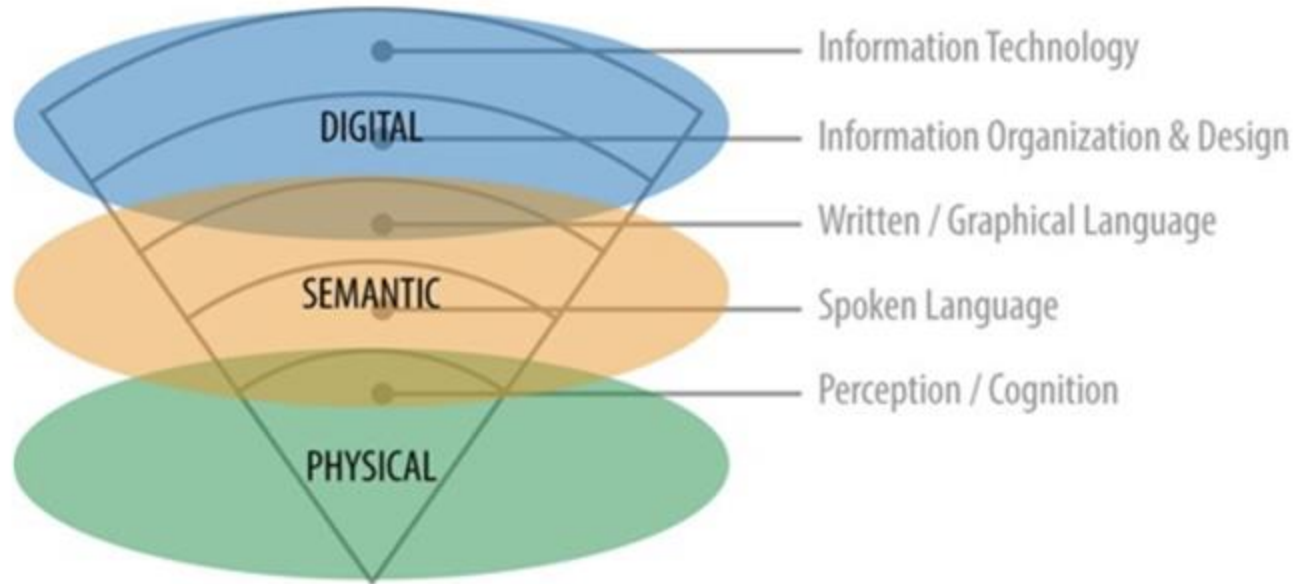 Information Technology
DIGITAL
Information Organization & Design
Written / Graphical Language
SEMANTIC
Spoken Language
Perception / Cognition
PHYSICAL